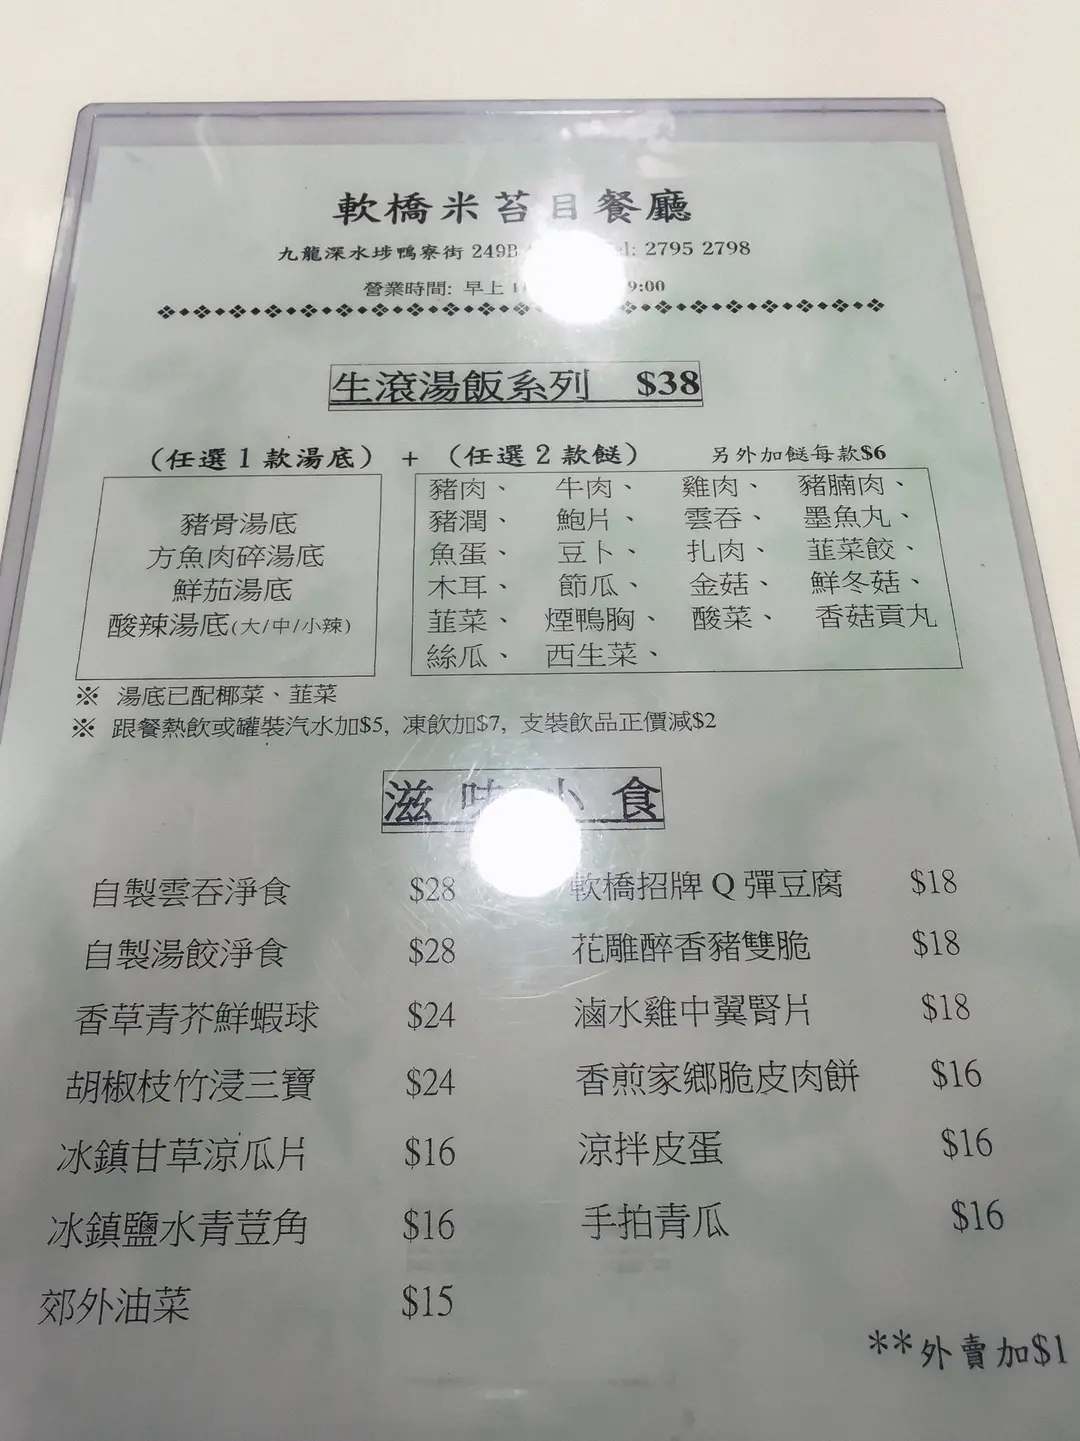 軟橋米苔目餐廳
九龍深水埗鴨寮街 249B 2795 2798
營業時間: 早上 9:00
生滾湯飯系列 $38
(任選 1 款湯底) + (任選 2 款餸) 另外加餸每款$6
豬骨湯底
方魚肉碎湯底
鮮茄湯底
酸辣湯底(大/中/小辣)
豬肉、 牛肉、 雞肉、 豬腩肉、
豬潤、 鮑片、 雲吞、 墨魚丸、
魚蛋、 豆卜、 扎肉、 韮菜餃、
木耳、 節瓜、 金菇、 鮮冬菇、
韮菜、 煙鴨胸、 酸菜、 香菇貢丸
絲瓜、 西生菜、
※ 湯底已配椰菜、韮菜
※ 跟餐熱飲或罐裝汽水加$5, 凍飲加$7, 支裝飲品正價減$2
滋 味 小 食
自製雲吞淨食 $28
自製湯餃淨食 $28
香草青芥鮮蝦球 $24
胡椒枝竹浸三寶 $24
冰鎮甘草涼瓜片 $16
冰鎮鹽水青荳角 $16
郊外油菜 $15
軟橋招牌 Q 彈豆腐 $18
花雕醉香豬雙脆 $18
滷水雞中翼腎片 $18
香煎家鄉脆皮肉餅 $16
涼拌皮蛋 $16
手拍青瓜 $16
**外賣加$1